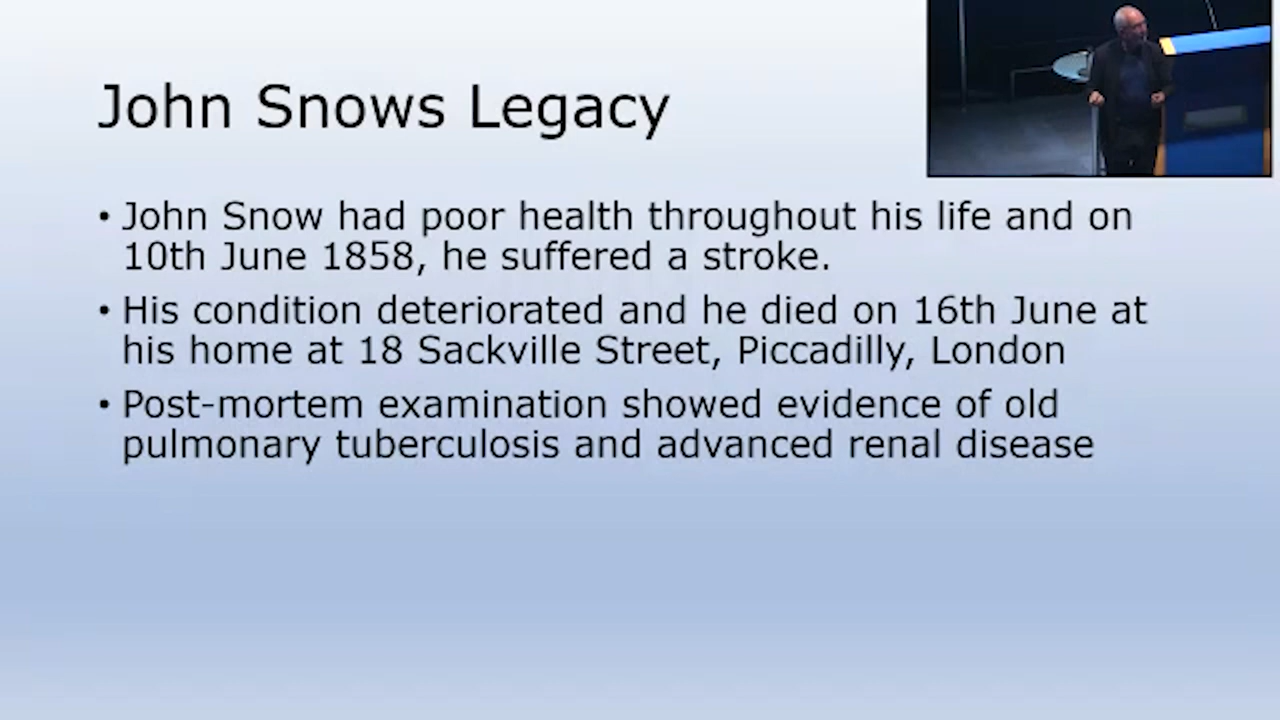 John Snows Legacy
• John Snow had poor health throughout his life and on
10th June 1858, he suffered a stroke.
• His condition deteriorated and he died on 16th June at
his home at 18 Sackville Street, Piccadilly, London
• Post-mortem examination showed evidence of old
pulmonary tuberculosis and advanced renal disease